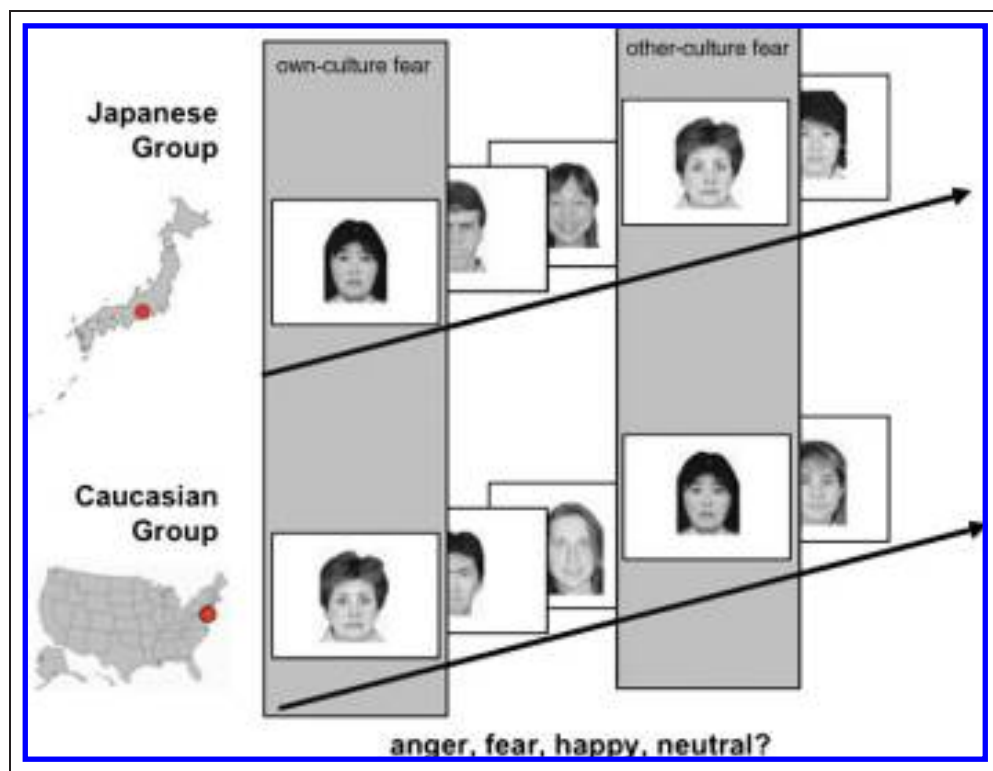 own-culture fear
other-culture fear
Japanese
Group
Caucasian
Group
anger, fear, happy, neutral?